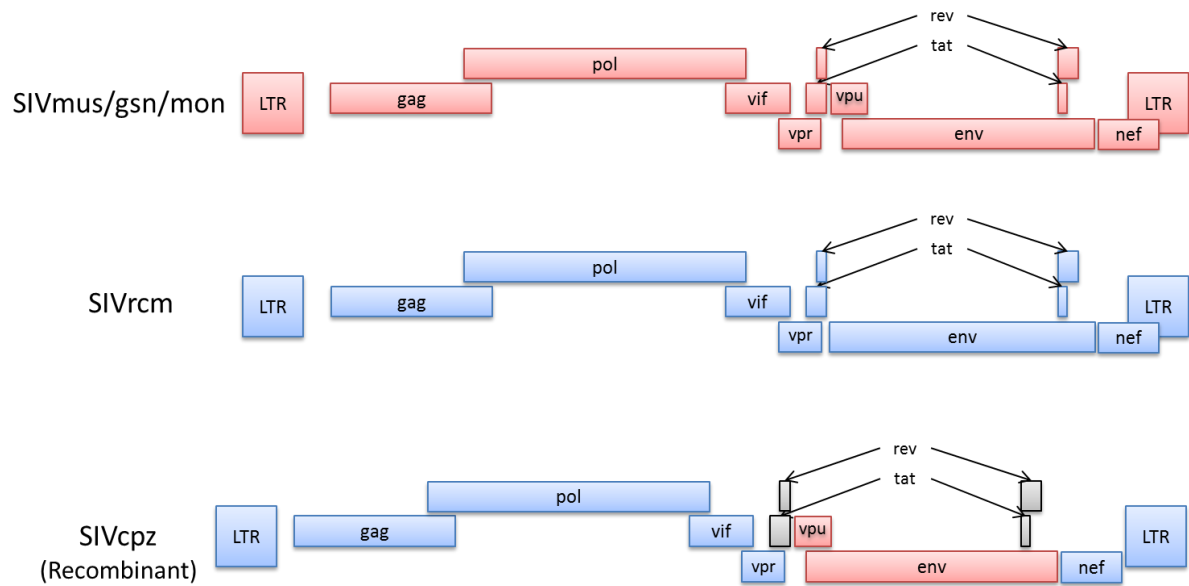 rev
tat
pol
SIVmus/gsn/mon
LTR
gag
vif
vpu
LTR
vpr
env
nef
rev
tat
pol
SIVrcm
LTR
gag
vif
LTR
vpr
env
nef
rev
tat
pol
SIVcpz
(Recombinant)
LTR
gag
vif
vpu
LTR
vpr
env
nef